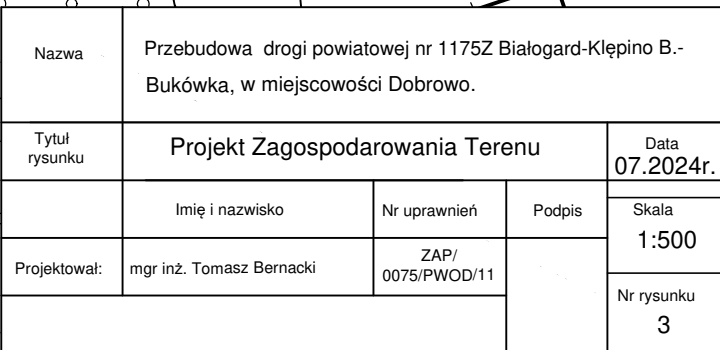 Nazwa
Przebudowa drogi powiatowej nr 1175Z Białogard-Klępino B.-
Bukówka, w miejscowości Dobrowo.
Tytuł
rysunku
Projekt Zagospodarowania Terenu
Data
07.2024r.
Imię i nazwisko
Nr uprawnień
Podpis
Skala
1:500
Projektował:
mgr inż. Tomasz Bernacki
ZAP/
0075/PWOD/11
Nr rysunku
3